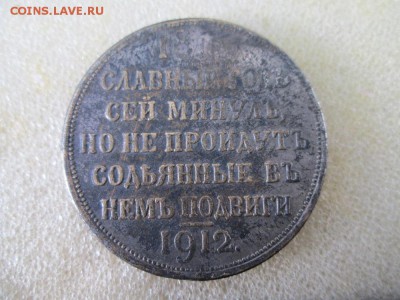 COINS.LAVE.RU
СЛАВНЫЙ ГОДЪ
СЕЙ МИНУЛЪ
НО НЕ ПРОЙДУТЪ
СОДѢЯННЫЕ ВЪ
НЕМЪ ПОДВИГИ
1912.